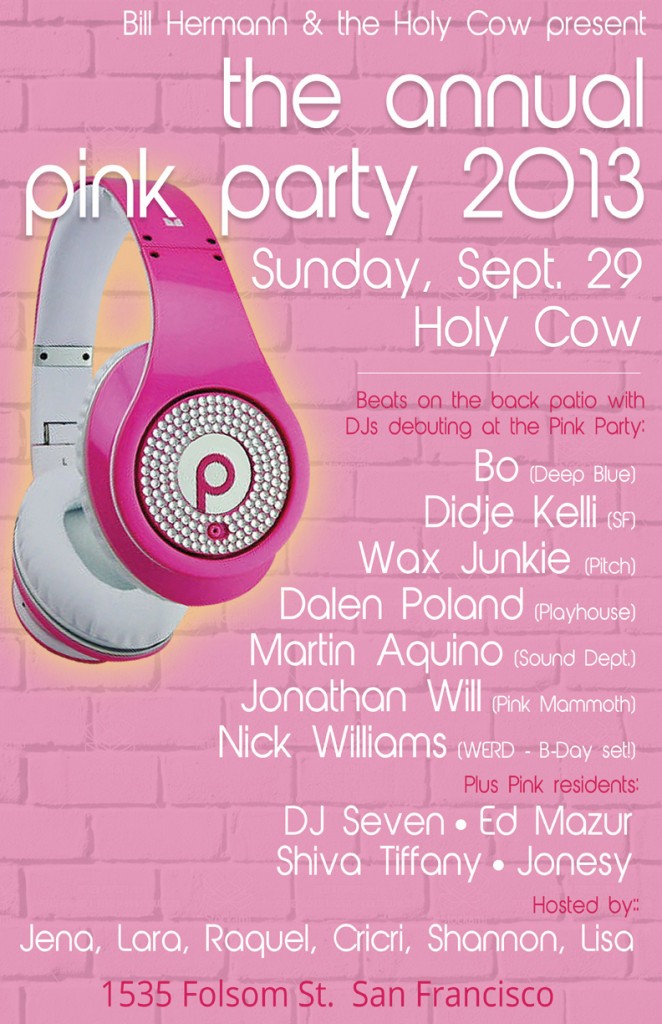 Bill Hermann & the Holy Cow present
the annual
pink party 2013
Sunday, Sept. 29
Holy Cow
Beats on the back patio with
DJs debuting at the Pink Party:
Bo (Deep Blue)
Didje Kelli (SF)
Wax Junkie (Pitch)
Dalen Poland (Playhouse)
Martin Aquino (Sound Dept.)
Jonathan Will (Pink Mammoth)
Nick Williams (WERD - B-Day set!)
Plus Pink residents:
DJ Seven • Ed Mazur
Shiva Tiffany • Jonesy
Hosted by::
Jena, Lara, Raquel, Cricri, Shannon, Lisa
1535 Folsom St. San Francisco